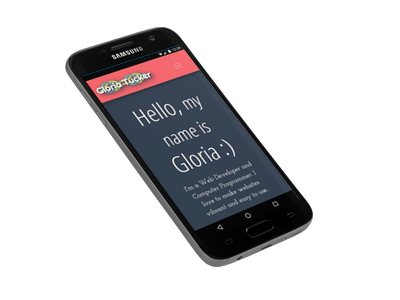 SAMSUNG
Gloria Tucker
Hello, my
name is
Gloria :)
I'm a Web Developer and
Computer Programmer. I
love to make websites
vibrant and easy to use.